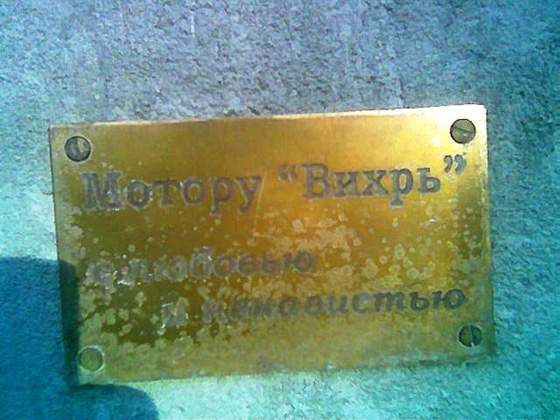 Мотору “Вихрь”
с любовью
и ненавистью